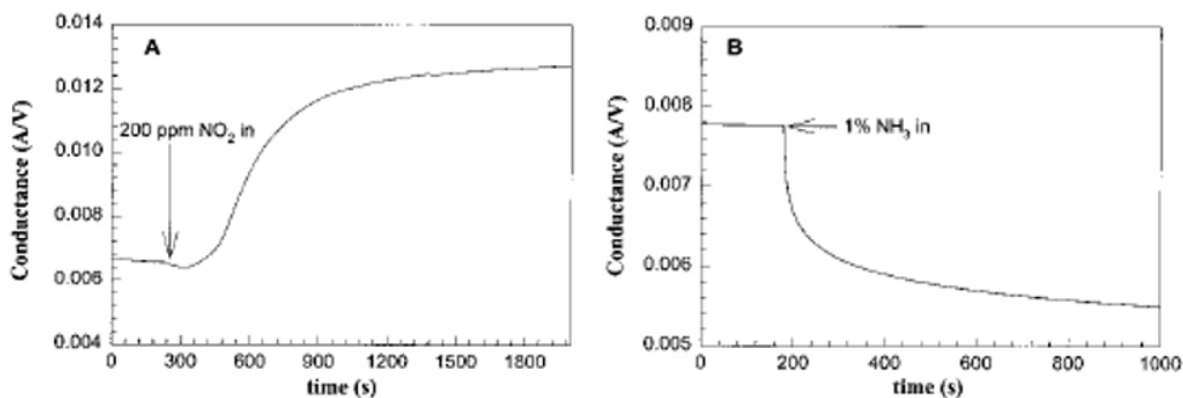 A
0.014
0.012
0.010
0.008
0.006
0.004
Conductance (A/V)
200 ppm NO₂ in
0 300 600 900 1200 1500 1800
time (s)
B
0.009
0.008
0.007
0.006
0.005
Conductance (A/V)
1% NH₃ in
0 200 400 600 800 1000
time (s)